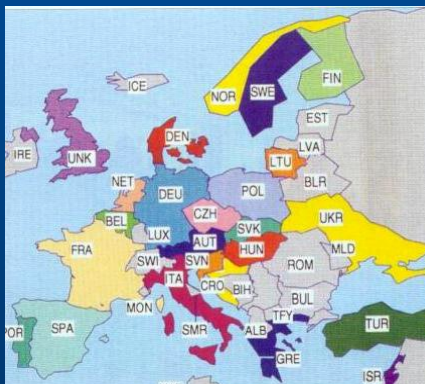 ICE
NOR
SWE
FIN
EST
LVA
LTU
BLR
IRE
UNK
DEN
NET
DEU
POL
BEL
LUX
CZH
SVK
UKR
FRA
SWI
AUT
HUN
MLD
ITA
SVN
CRO
BIH
ROM
MON
SMR
BUL
POR
SPA
ALB
TFY
GRE
TUR
ISR